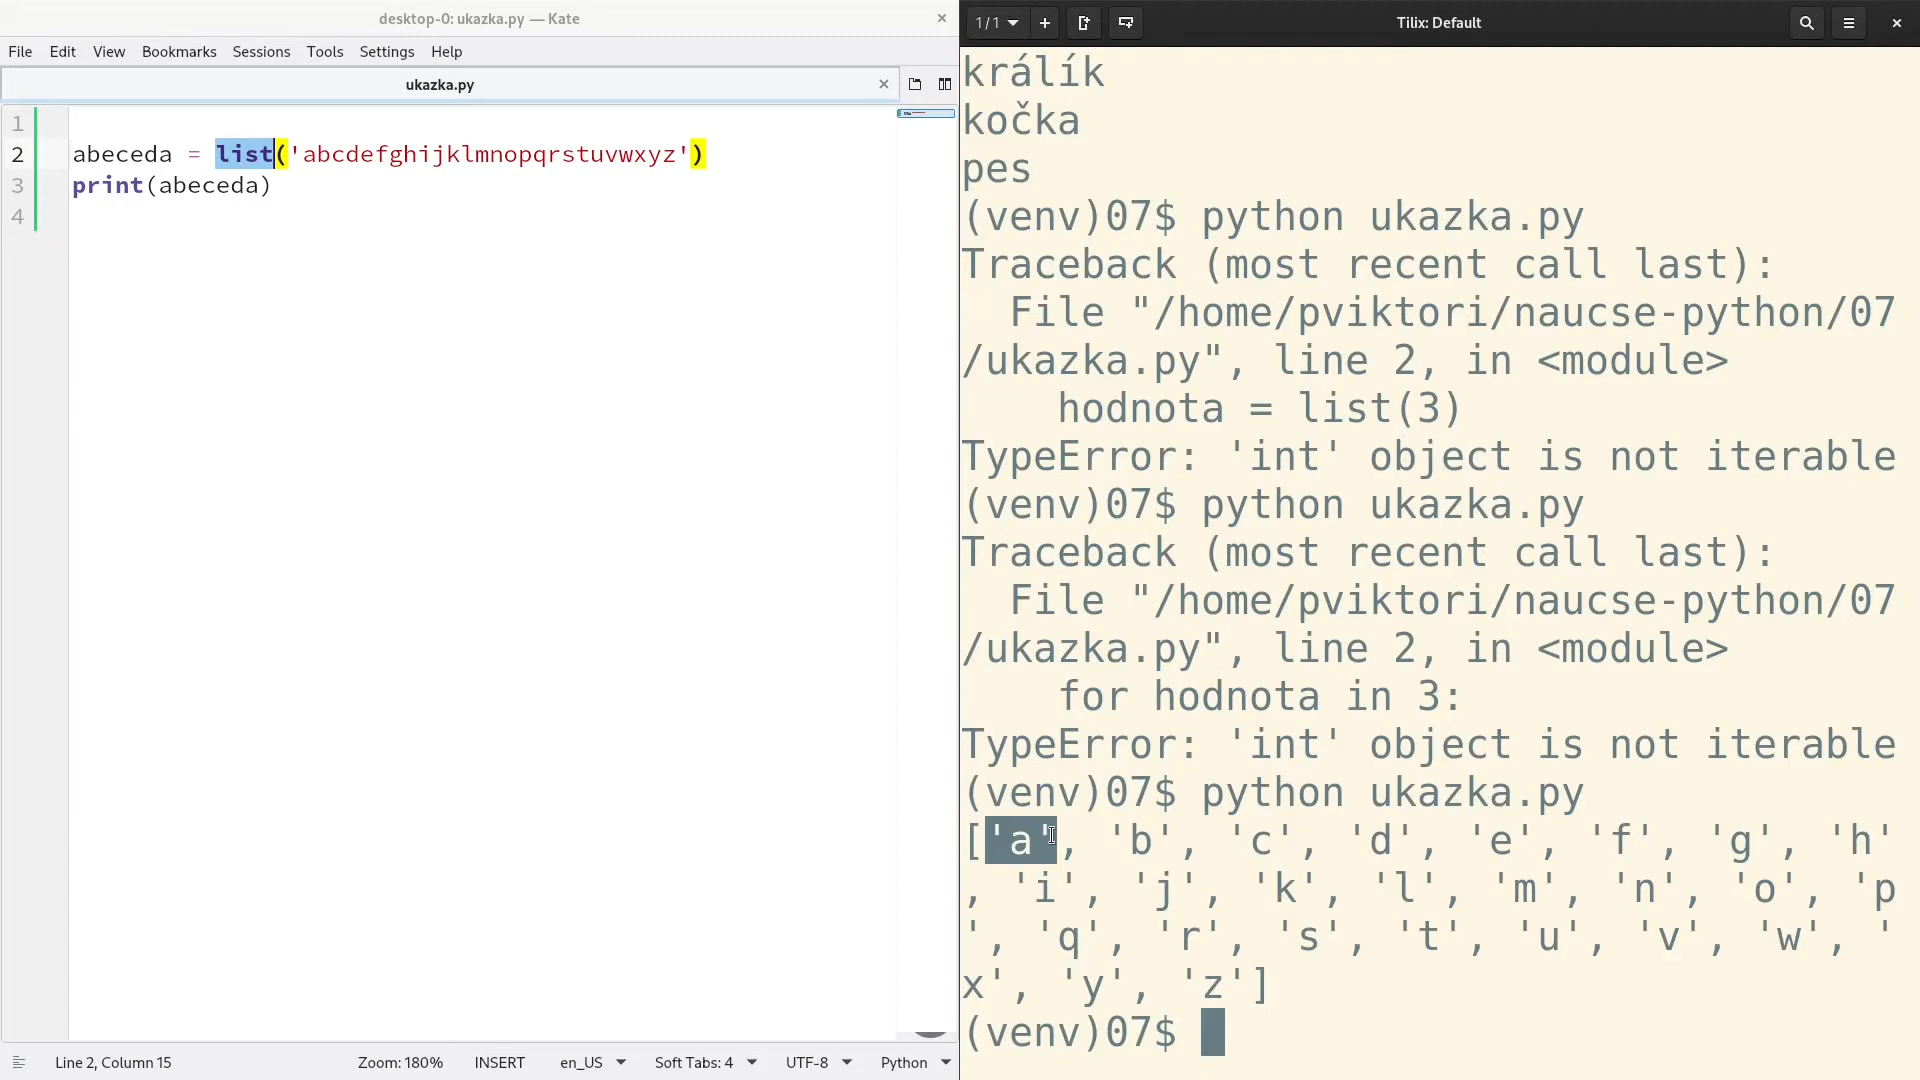 desktop-0: ukazka.py — Kate
File Edit View Bookmarks Sessions Tools Settings Help
ukazka.py
1
2 abeceda = list('abcdefghijklmnopqrstuvwxyz')
3 print(abeceda)
4
Line 2, Column 15 Zoom: 180% INSERT en_US Soft Tabs: 4 UTF-8 Python
1/1 Tilix: Default
králík
kočka
pes
(venv)07$ python ukazka.py
Traceback (most recent call last):
  File "/home/pviktori/naucse-python/07
/ukazka.py", line 2, in <module>
    hodnota = list(3)
TypeError: 'int' object is not iterable
(venv)07$ python ukazka.py
Traceback (most recent call last):
  File "/home/pviktori/naucse-python/07
/ukazka.py", line 2, in <module>
    for hodnota in 3:
TypeError: 'int' object is not iterable
(venv)07$ python ukazka.py
['a', 'b', 'c', 'd', 'e', 'f', 'g', 'h'
, 'i', 'j', 'k', 'l', 'm', 'n', 'o', 'p
', 'q', 'r', 's', 't', 'u', 'v', 'w', '
x', 'y', 'z']
(venv)07$